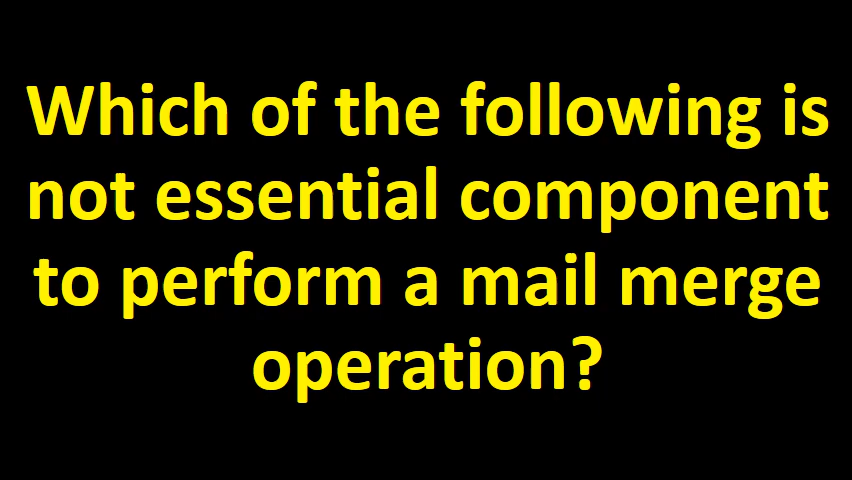 Which of the following is
not essential component
to perform a mail merge
operation?